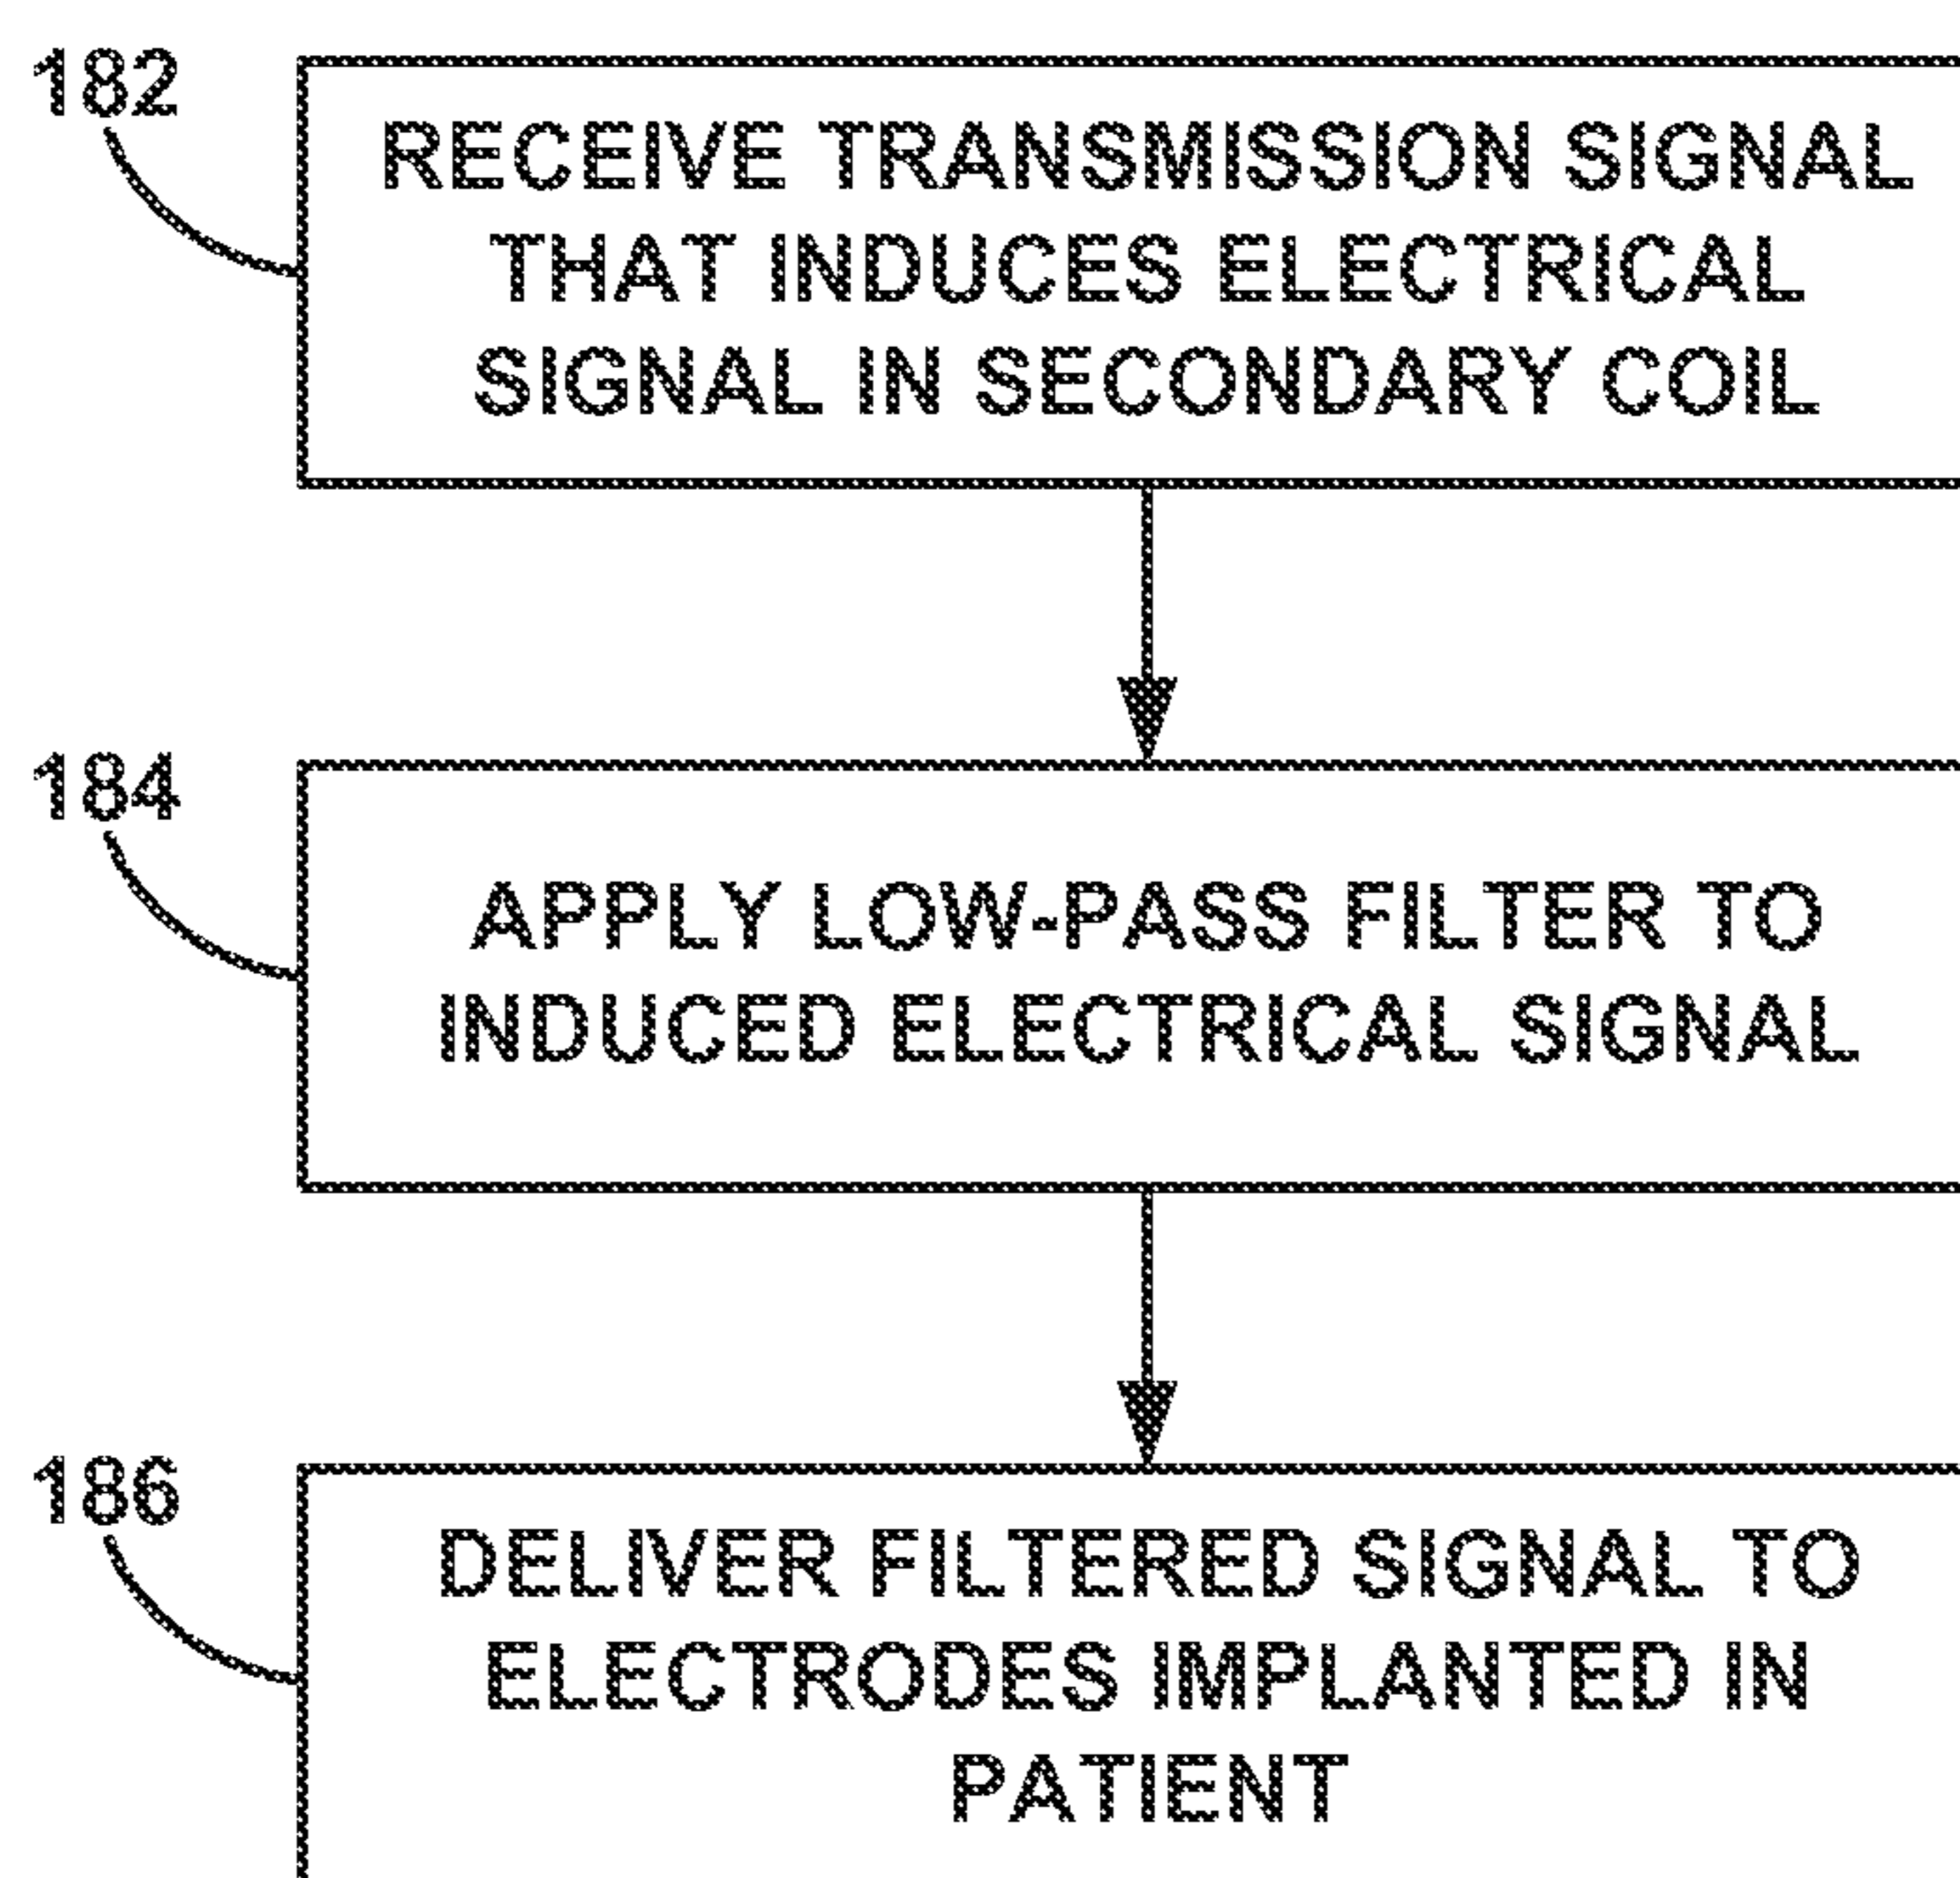 182
RECEIVE TRANSMISSION SIGNAL
THAT INDUCES ELECTRICAL
SIGNAL IN SECONDARY COIL
184
APPLY LOW-PASS FILTER TO
INDUCED ELECTRICAL SIGNAL
186
DELIVER FILTERED SIGNAL TO
ELECTRODES IMPLANTED IN
PATIENT